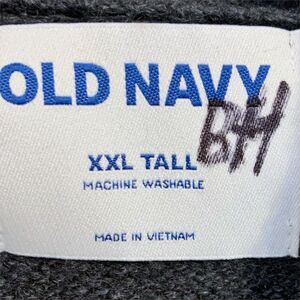 OLD NAVY
BH
XXL TALL
MACHINE WASHABLE
MADE IN VIETNAM